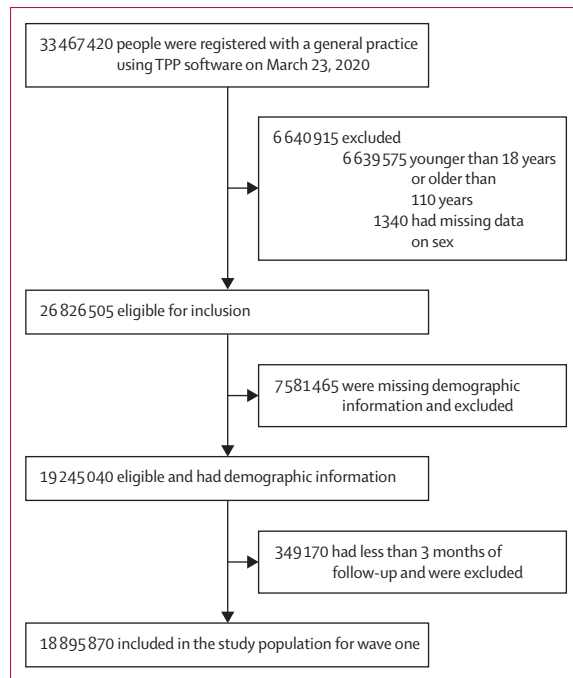 33 467 420 people were registered with a general practice
using TPP software on March 23, 2020
6 640 915 excluded
6 639 575 younger than 18 years
or older than
110 years
1340 had missing data
on sex
26 826 505 eligible for inclusion
7 581 465 were missing demographic
information and excluded
19 245 040 eligible and had demographic information
349 170 had less than 3 months of
follow-up and were excluded
18 895 870 included in the study population for wave one